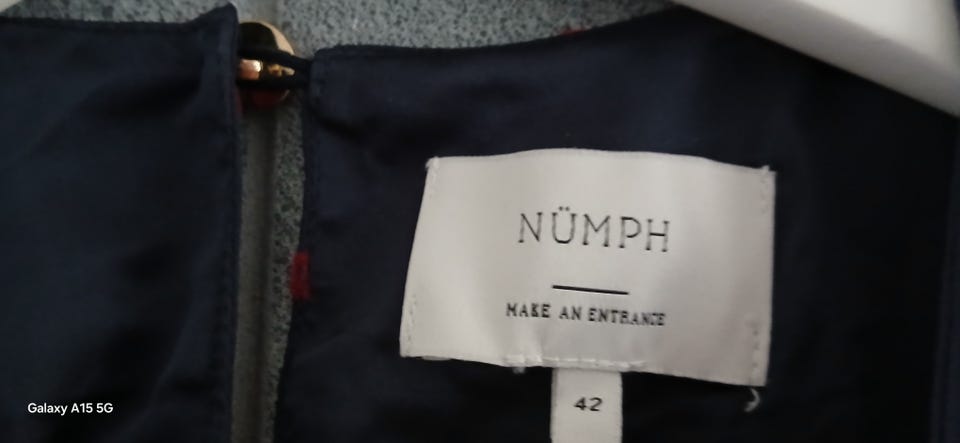 NÜMPH
MAKE AN ENTRANCE
42
Galaxy A15 5G